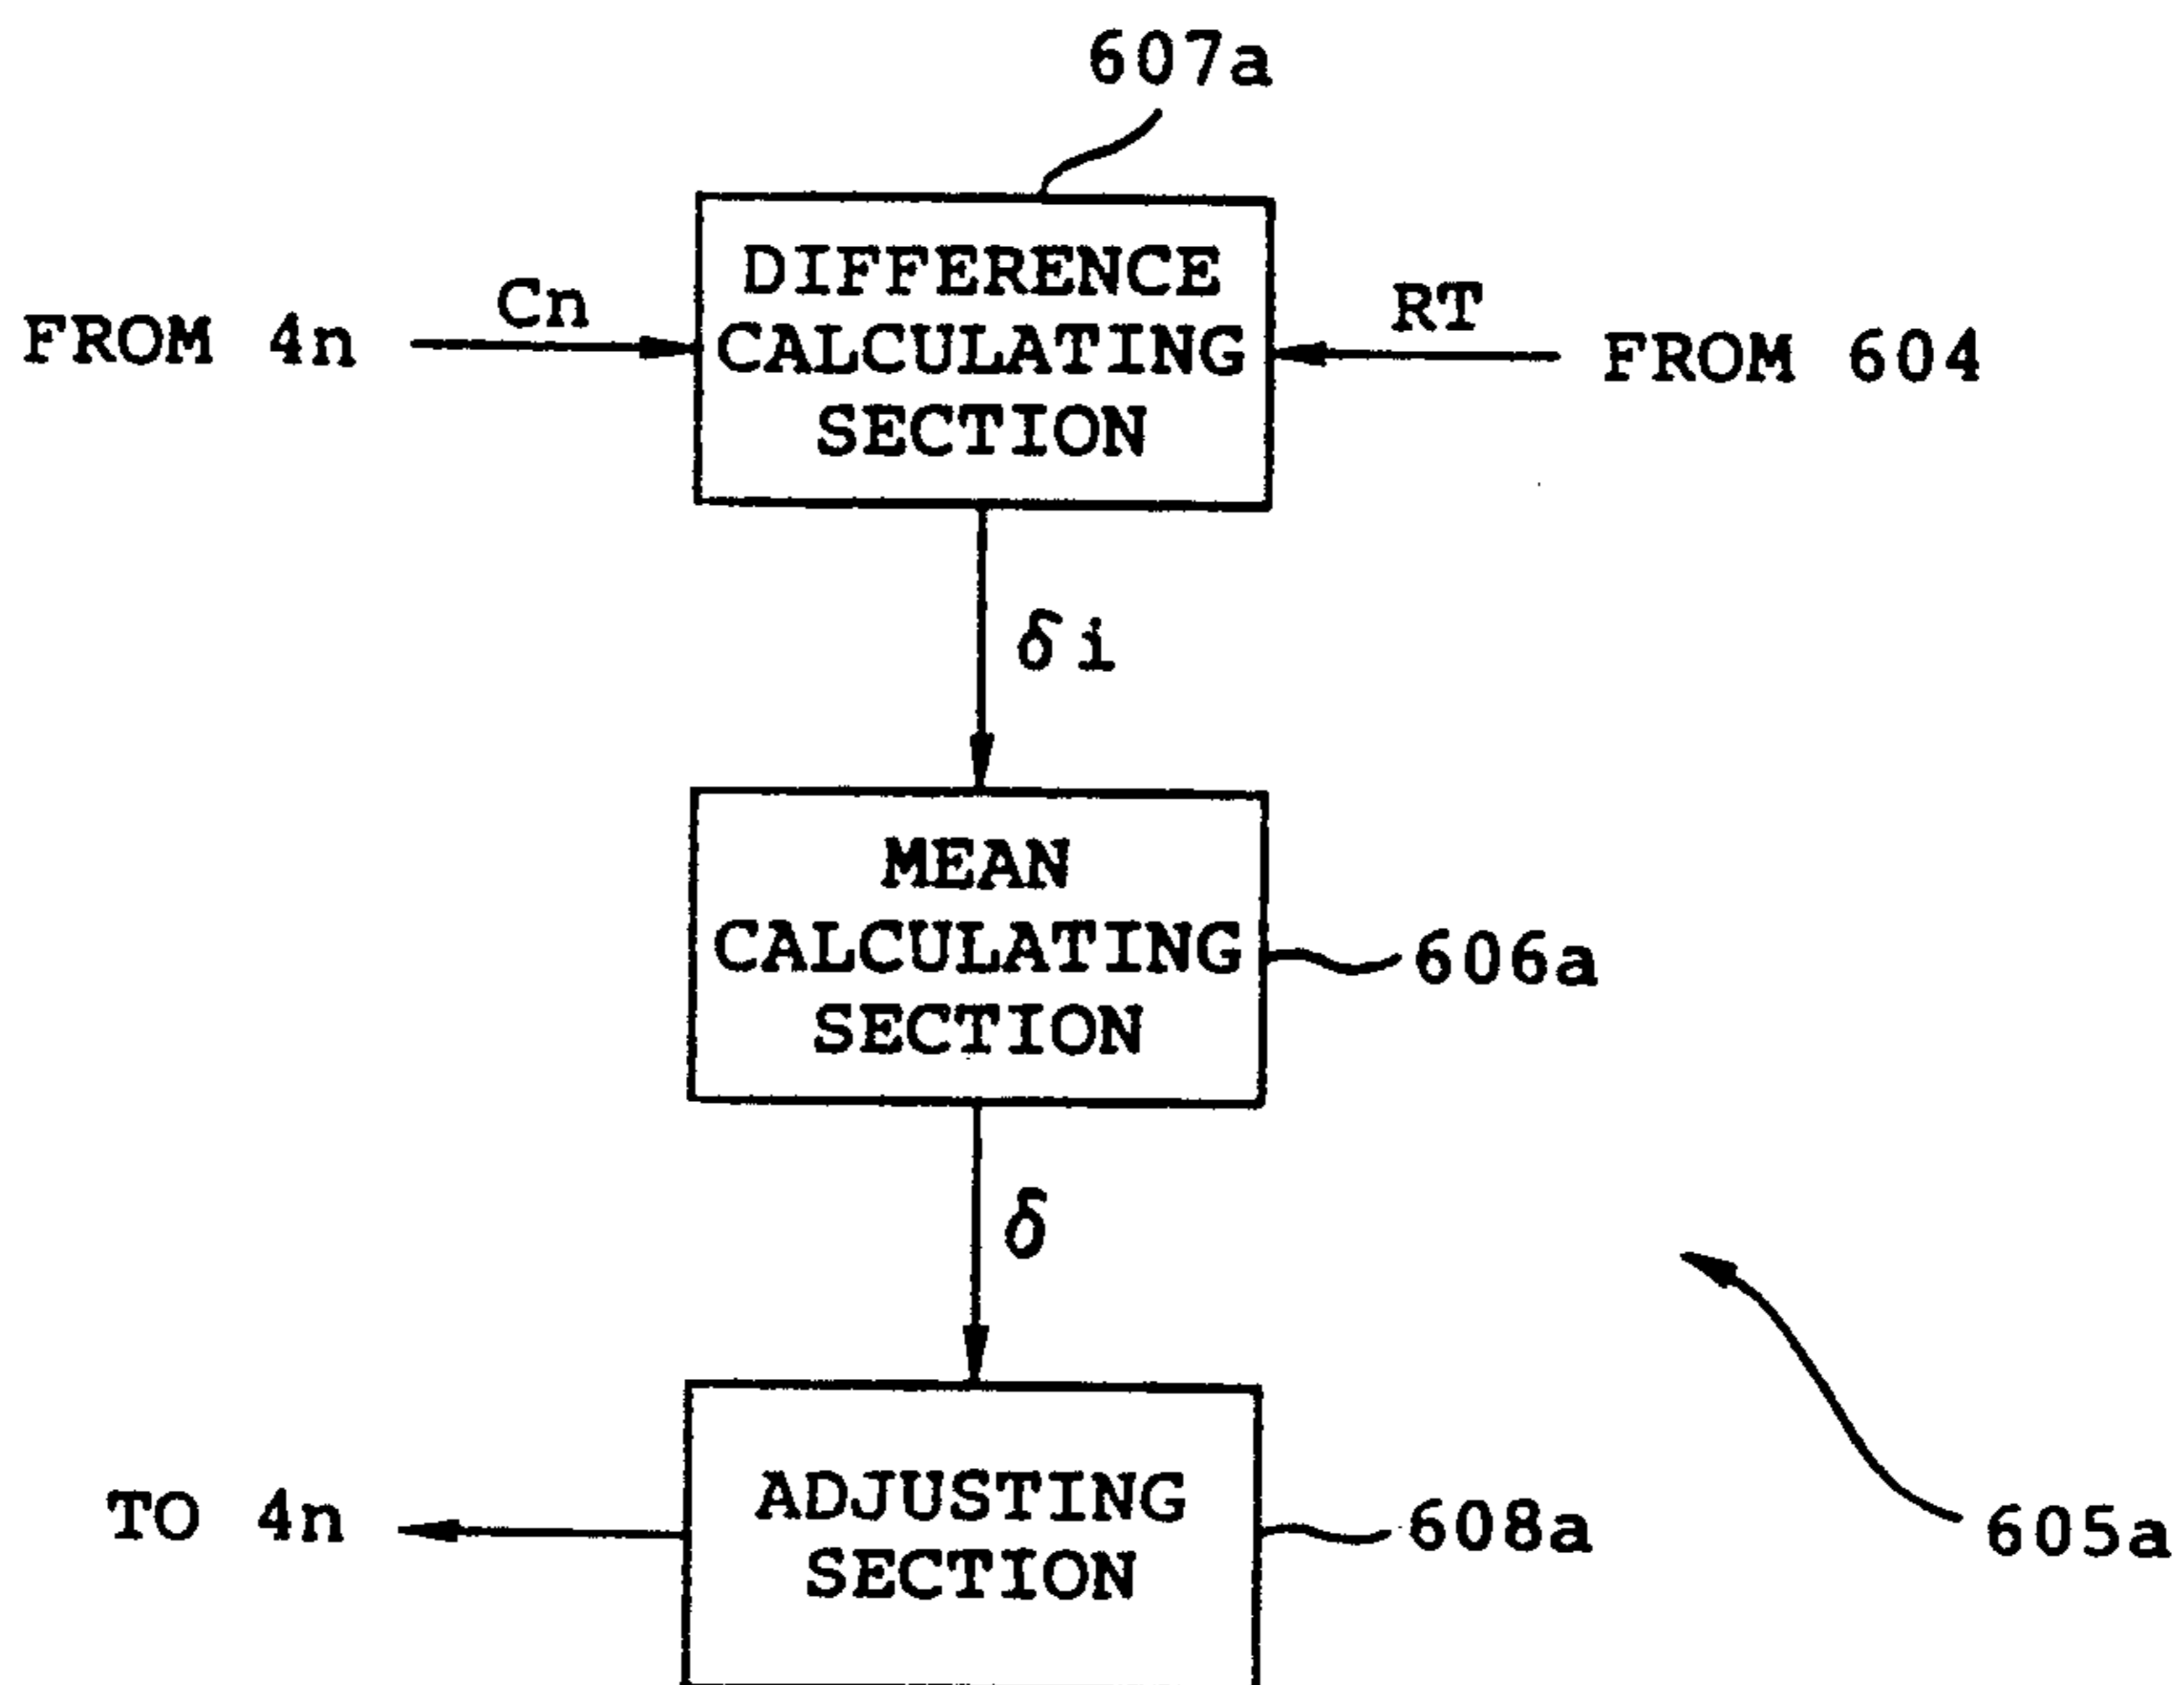 607a
DIFFERENCE
CALCULATING
SECTION
FROM 4n
Cn
RT
FROM 604
δi
MEAN
CALCULATING
SECTION
606a
δ
ADJUSTING
SECTION
TO 4n
608a
605a